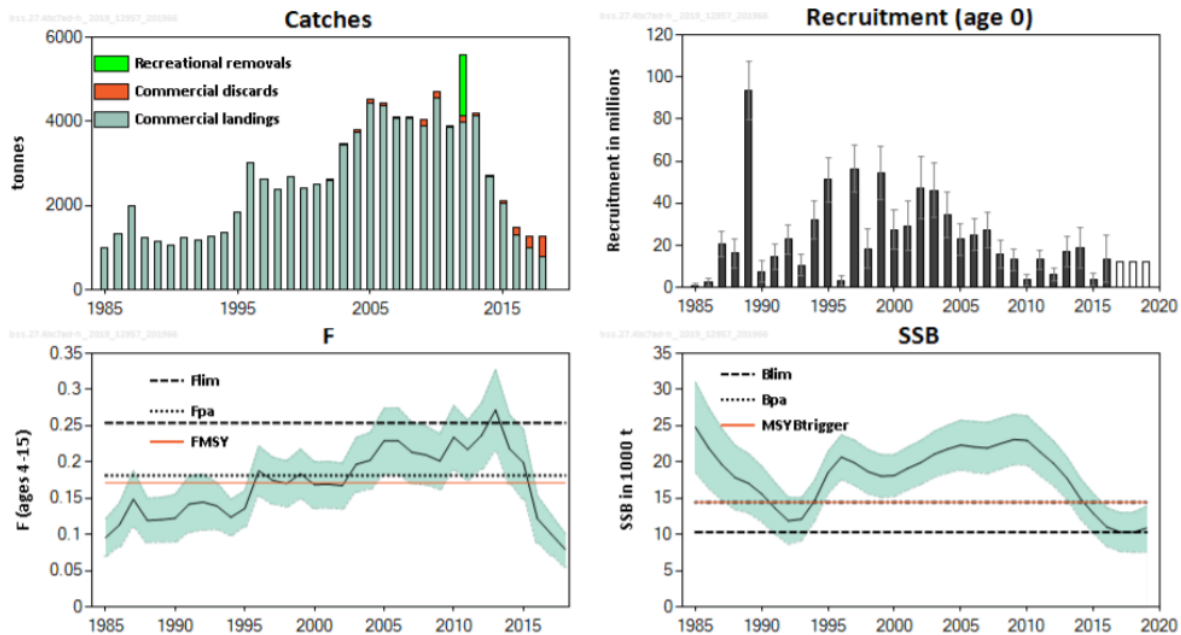 Catches
tonnes
6000
4000
2000
0
Recreational removals
Commercial discards
Commercial landings
1985 1995 2005 2015
Recruitment (age 0)
Recruitment in millions
120
100
80
60
40
20
0
1985 1990 1995 2000 2005 2010 2015 2020
F
F (ages 4-15)
0.35
0.3
0.25
0.2
0.15
0.1
0.05
0
Flim
Fpa
FMSY
1985 1990 1995 2000 2005 2010 2015
SSB
SSB in 1000 t
35
30
25
20
15
10
5
0
Blim
Bpa
MSYBtrigger
1985 1990 1995 2000 2005 2010 2015 2020